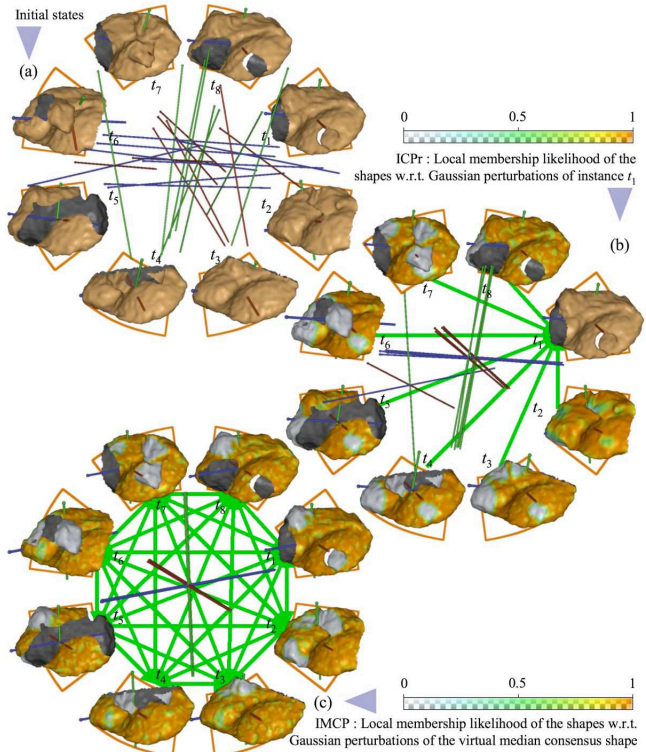 Initial states
(a)
t7
t8
t6
t1
t5
t2
t4
t3
0 0.5 1
ICPr : Local membership likelihood of the
shapes w.r.t. Gaussian perturbations of instance t1
(b)
t7
t8
t6
t1
t5
t2
t4
t3
t7
t8
t6
t1
t5
t2
t4
t3
(c)
0 0.5 1
IMCP : Local membership likelihood of the shapes w.r.t.
Gaussian perturbations of the virtual median consensus shape